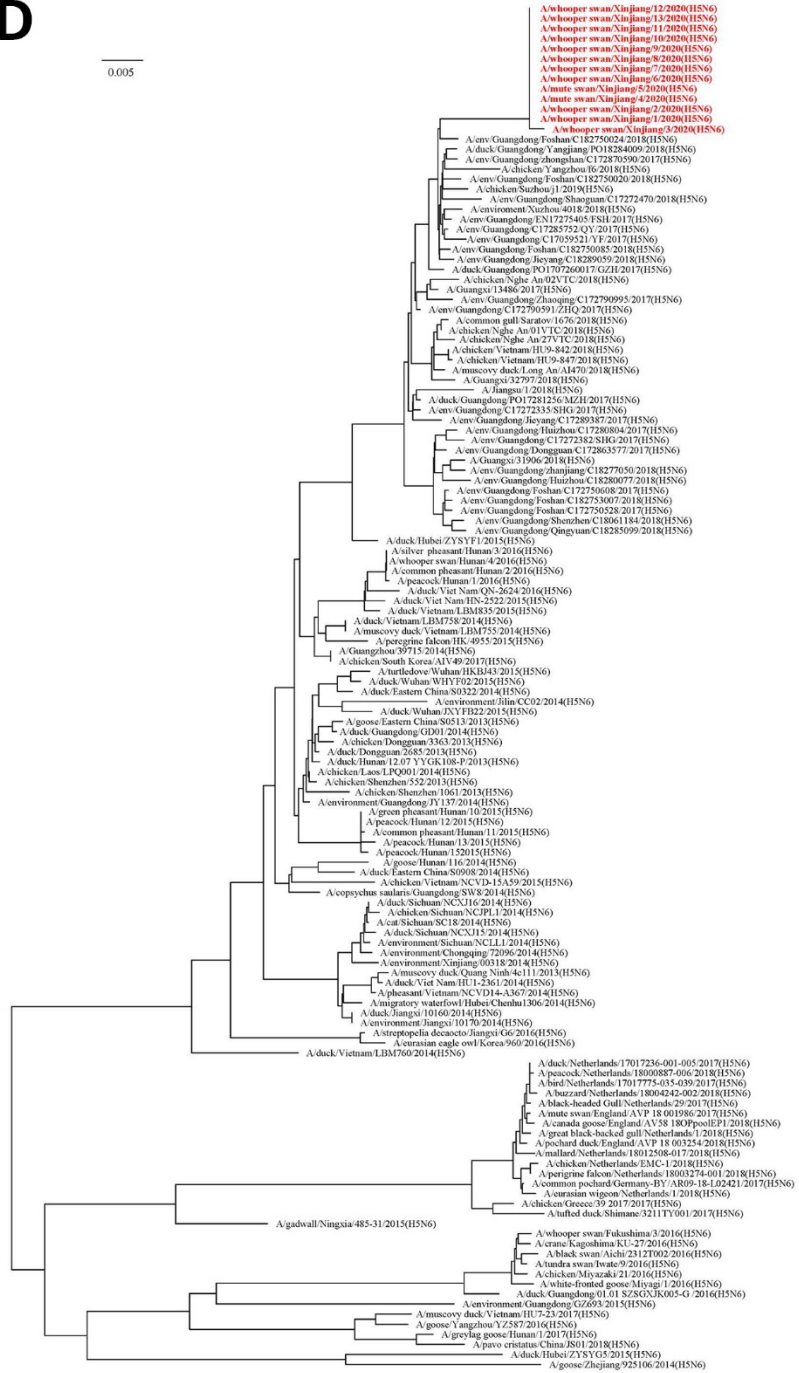 D
0.005
A/whooper swan/Xinjiang/12/2020(H5N6)
A/whooper swan/Xinjiang/13/2020(H5N6)
A/whooper swan/Xinjiang/11/2020(H5N6)
A/whooper swan/Xinjiang/10/2020(H5N6)
A/whooper swan/Xinjiang/9/2020(H5N6)
A/whooper swan/Xinjiang/8/2020(H5N6)
A/whooper swan/Xinjiang/7/2020(H5N6)
A/whooper swan/Xinjiang/6/2020(H5N6)
A/mute swan/Xinjiang/5/2020(H5N6)
A/mute swan/Xinjiang/4/2020(H5N6)
A/whooper swan/Xinjiang/2/2020(H5N6)
A/whooper swan/Xinjiang/1/2020(H5N6)
A/whooper swan/Xinjiang/3/2020(H5N6)
A/env/Guangdong/Foshan/C182750024/2018(H5N6)
A/duck/Guangdong/Yangjiang/PO18284009/2018(H5N6)
A/env/Guangdong/zhongshan/C172870590/2017(H5N6)
A/chicken/Yangzhou/f6/2018(H5N6)
A/env/Guangdong/Foshan/C182750020/2018(H5N6)
A/chicken/Suzhou/j1/2019(H5N6)
A/env/Guangdong/Shaoguan/C17272470/2018(H5N6)
A/enviroment/Xuzhou/4018/2018(H5N6)
A/env/Guangdong/EN17275405/FSH/2017(H5N6)
A/env/Guangdong/C17285752/QY/2017(H5N6)
A/env/Guangdong/C17059521/YF/2017(H5N6)
A/env/Guangdong/Foshan/C182750085/2018(H5N6)
A/env/Guangdong/Jieyang/C18289059/2018(H5N6)
A/duck/Guangdong/PO1707260017/GZH/2017(H5N6)
A/chicken/Nghe An/02VTC/2018(H5N6)
A/Guangxi/13486/2017(H5N6)
A/env/Guangdong/Zhaoqing/C172790995/2017(H5N6)
A/env/Guangdong/C172790591/ZHQ/2017(H5N6)
A/common gull/Saratov/1676/2018(H5N6)
A/chicken/Nghe An/01VTC/2018(H5N6)
A/chicken/Nghe An/27VTC/2018(H5N6)
A/chicken/Vietnam/HU9-842/2018(H5N6)
A/chicken/Vietnam/HU9-847/2018(H5N6)
A/muscovy duck/Long An/AI470/2018(H5N6)
A/Guangxi/32797/2018(H5N6)
A/Jiangsu/1/2018(H5N6)
A/duck/Guangdong/PO17281256/MZH/2017(H5N6)
A/env/Guangdong/C17272335/SHG/2017(H5N6)
A/env/Guangdong/Jieyang/C17289387/2017(H5N6)
A/env/Guangdong/Huizhou/C17280804/2017(H5N6)
A/env/Guangdong/C17272382/SHG/2017(H5N6)
A/env/Guangdong/Dongguan/C172863577/2017(H5N6)
A/Guangxi/31906/2018(H5N6)
A/env/Guangdong/zhanjiang/C18277050/2018(H5N6)
A/env/Guangdong/Huizhou/C18280077/2018(H5N6)
A/env/Guangdong/Foshan/C172750608/2017(H5N6)
A/env/Guangdong/Foshan/C182753007/2018(H5N6)
A/env/Guangdong/Foshan/C172750528/2017(H5N6)
A/env/Guangdong/Shenzhen/C18061184/2018(H5N6)
A/env/Guangdong/Qingyuan/C18285099/2018(H5N6)
A/duck/Hubei/ZYSYF1/2015(H5N6)
A/silver pheasant/Hunan/3/2016(H5N6)
A/whooper swan/Hunan/4/2016(H5N6)
A/common pheasant/Hunan/2/2016(H5N6)
A/peacock/Hunan/1/2016(H5N6)
A/duck/Viet Nam/QN-2624/2016(H5N6)
A/duck/Viet Nam/HN-2522/2015(H5N6)
A/duck/Vietnam/LBM835/2015(H5N6)
A/duck/Vietnam/LBM758/2014(H5N6)
A/muscovy duck/Vietnam/LBM755/2014(H5N6)
A/peregrine falcon/HK/4955/2015(H5N6)
A/Guangzhou/39715/2014(H5N6)
A/chicken/South Korea/AIV49/2017(H5N6)
A/turtledove/Wuhan/HKBJ43/2015(H5N6)
A/duck/Wuhan/WHYF02/2015(H5N6)
A/duck/Eastern China/S0322/2014(H5N6)
A/environment/Jilin/CC02/2014(H5N6)
A/duck/Wuhan/JXYFB22/2015(H5N6)
A/goose/Eastern China/S0513/2013(H5N6)
A/duck/Guangdong/GD01/2014(H5N6)
A/chicken/Dongguan/3363/2013(H5N6)
A/duck/Dongguan/2685/2013(H5N6)
A/duck/Hunan/12.07 YYGK108-P/2013(H5N6)
A/chicken/Laos/LPQ001/2014(H5N6)
A/chicken/Shenzhen/552/2013(H5N6)
A/chicken/Shenzhen/1061/2013(H5N6)
A/environment/Guangdong/JY137/2014(H5N6)
A/green pheasant/Hunan/10/2015(H5N6)
A/peacock/Hunan/12/2015(H5N6)
A/common pheasant/Hunan/11/2015(H5N6)
A/peacock/Hunan/13/2015(H5N6)
A/peacock/Hunan/152015(H5N6)
A/goose/Hunan/116/2014(H5N6)
A/duck/Eastern China/S0908/2014(H5N6)
A/chicken/Vietnam/NCVD-15A59/2015(H5N6)
A/copsychus saularis/Guangdong/SW8/2014(H5N6)
A/duck/Sichuan/NCXJ16/2014(H5N6)
A/chicken/Sichuan/NCJPL1/2014(H5N6)
A/cat/Sichuan/SC18/2014(H5N6)
A/duck/Sichuan/NCXJ15/2014(H5N6)
A/environment/Sichuan/NCLL1/2014(H5N6)
A/environment/Chongqing/72096/2014(H5N6)
A/environment/Xinjiang/00318/2014(H5N6)
A/muscovy duck/Quang Ninh/4c111/2013(H5N6)
A/duck/Viet Nam/HU1-2361/2014(H5N6)
A/pheasant/Vietnam/NCVD14-A367/2014(H5N6)
A/migratory waterfowl/Hubei/Chenhu1306/2014(H5N6)
A/duck/Jiangxi/10160/2014(H5N6)
A/environment/Jiangxi/10170/2014(H5N6)
A/streptopelia decaocto/Jiangxi/G6/2016(H5N6)
A/eurasian eagle owl/Korea/960/2016(H5N6)
A/duck/Vietnam/LBM760/2014(H5N6)
A/duck/Netherlands/17017236-001-005/2017(H5N6)
A/peacock/Netherlands/18000887-006/2018(H5N6)
A/bird/Netherlands/17017775-035-039/2017(H5N6)
A/buzzard/Netherlands/18004242-002/2018(H5N6)
A/black-headed Gull/Netherlands/29/2017(H5N6)
A/mute swan/England/AVP 18 001986/2017(H5N6)
A/canada goose/England/AV58 18OPpoolEP1/2018(H5N6)
A/great black-backed gull/Netherlands/1/2018(H5N6)
A/pochard duck/England/AVP 18 003254/2018(H5N6)
A/mallard/Netherlands/18012508-017/2018(H5N6)
A/chicken/Netherlands/EMC-1/2018(H5N6)
A/perigrine falcon/Netherlands/18003274-001/2018(H5N6)
A/common pochard/Germany-BY/AR09-18-L02421/2017(H5N6)
A/eurasian wigeon/Netherlands/1/2018(H5N6)
A/chicken/Greece/39 2017/2017(H5N6)
A/tufted duck/Shimane/3211TY001/2017(H5N6)
A/gadwall/Ningxia/485-31/2015(H5N6)
A/whooper swan/Fukushima/3/2016(H5N6)
A/crane/Kagoshima/KU-27/2016(H5N6)
A/black swan/Aichi/2312T002/2016(H5N6)
A/tundra swan/Iwate/9/2016(H5N6)
A/chicken/Miyazaki/21/2016(H5N6)
A/white-fronted goose/Miyagi/1/2016(H5N6)
A/duck/Guangdong/01.01 SZSGXJK005-G /2016(H5N6)
A/environment/Guangdong/GZ693/2015(H5N6)
A/muscovy duck/Vietnam/HU7-23/2017(H5N6)
A/goose/Yangzhou/YZ587/2016(H5N6)
A/greylag goose/Hunan/1/2017(H5N6)
A/pavo cristatus/China/JS01/2018(H5N6)
A/duck/Hubei/ZYSYG5/2015(H5N6)
A/goose/Zhejiang/925106/2014(H5N6)